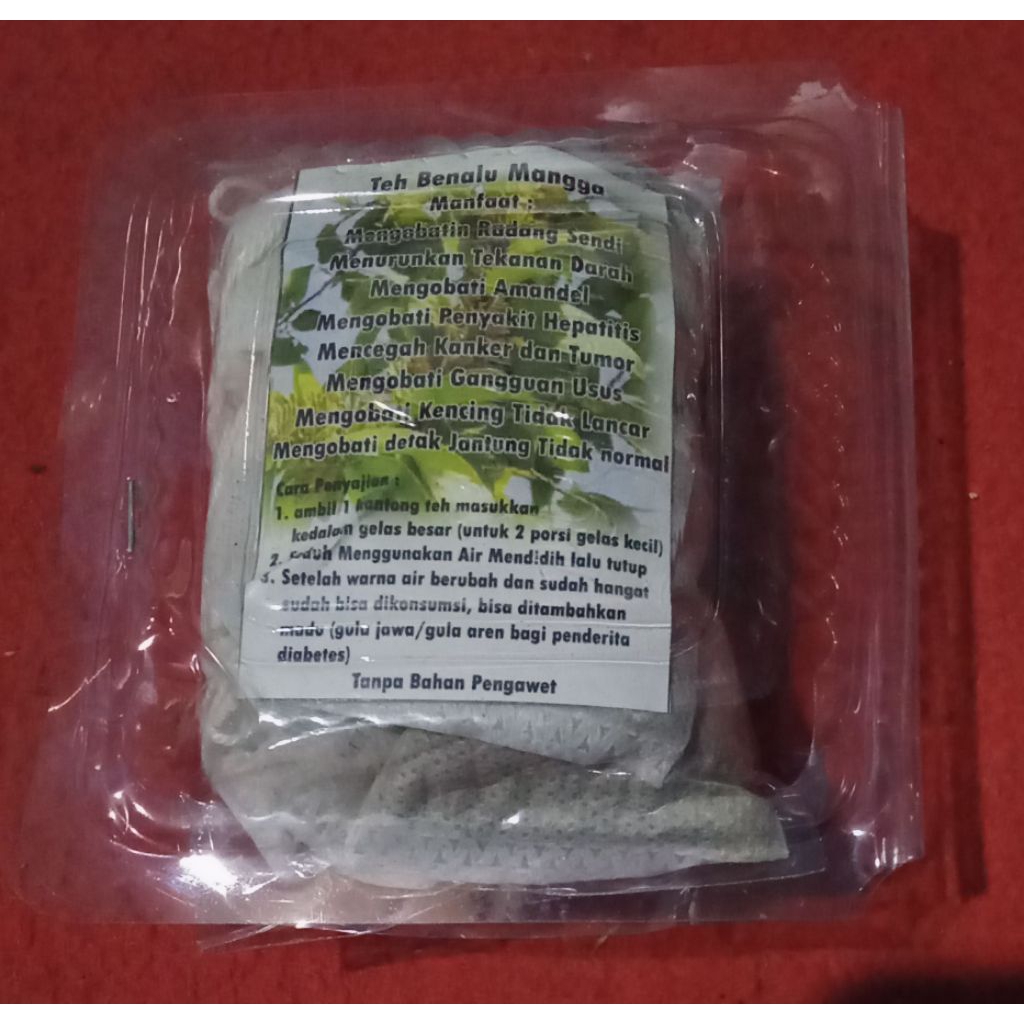 Teh Benalu Mangga
Manfaat :
Mengobatin Radang Sendi
Menurunkan Tekanan Darah
Mengobati Amandel
Mengobati Penyakit Hepatitis
Mencegah Kanker dan Tumor
Mengobati Gangguan Usus
Mengobati Kencing Tidak Lancar
Mengobati detak Jantung Tidak normal
Cara Penyajian :
1. ambil 1 kantong teh masukkan
kedalam gelas besar (untuk 2 porsi gelas kecil)
2. seduh Menggunakan Air Mendidih lalu tutup
3. Setelah warna air berubah dan sudah hangat
sudah bisa dikonsumsi, bisa ditambahkan
madu (gula jawa/gula aren bagi penderita
diabetes)
Tanpa Bahan Pengawet